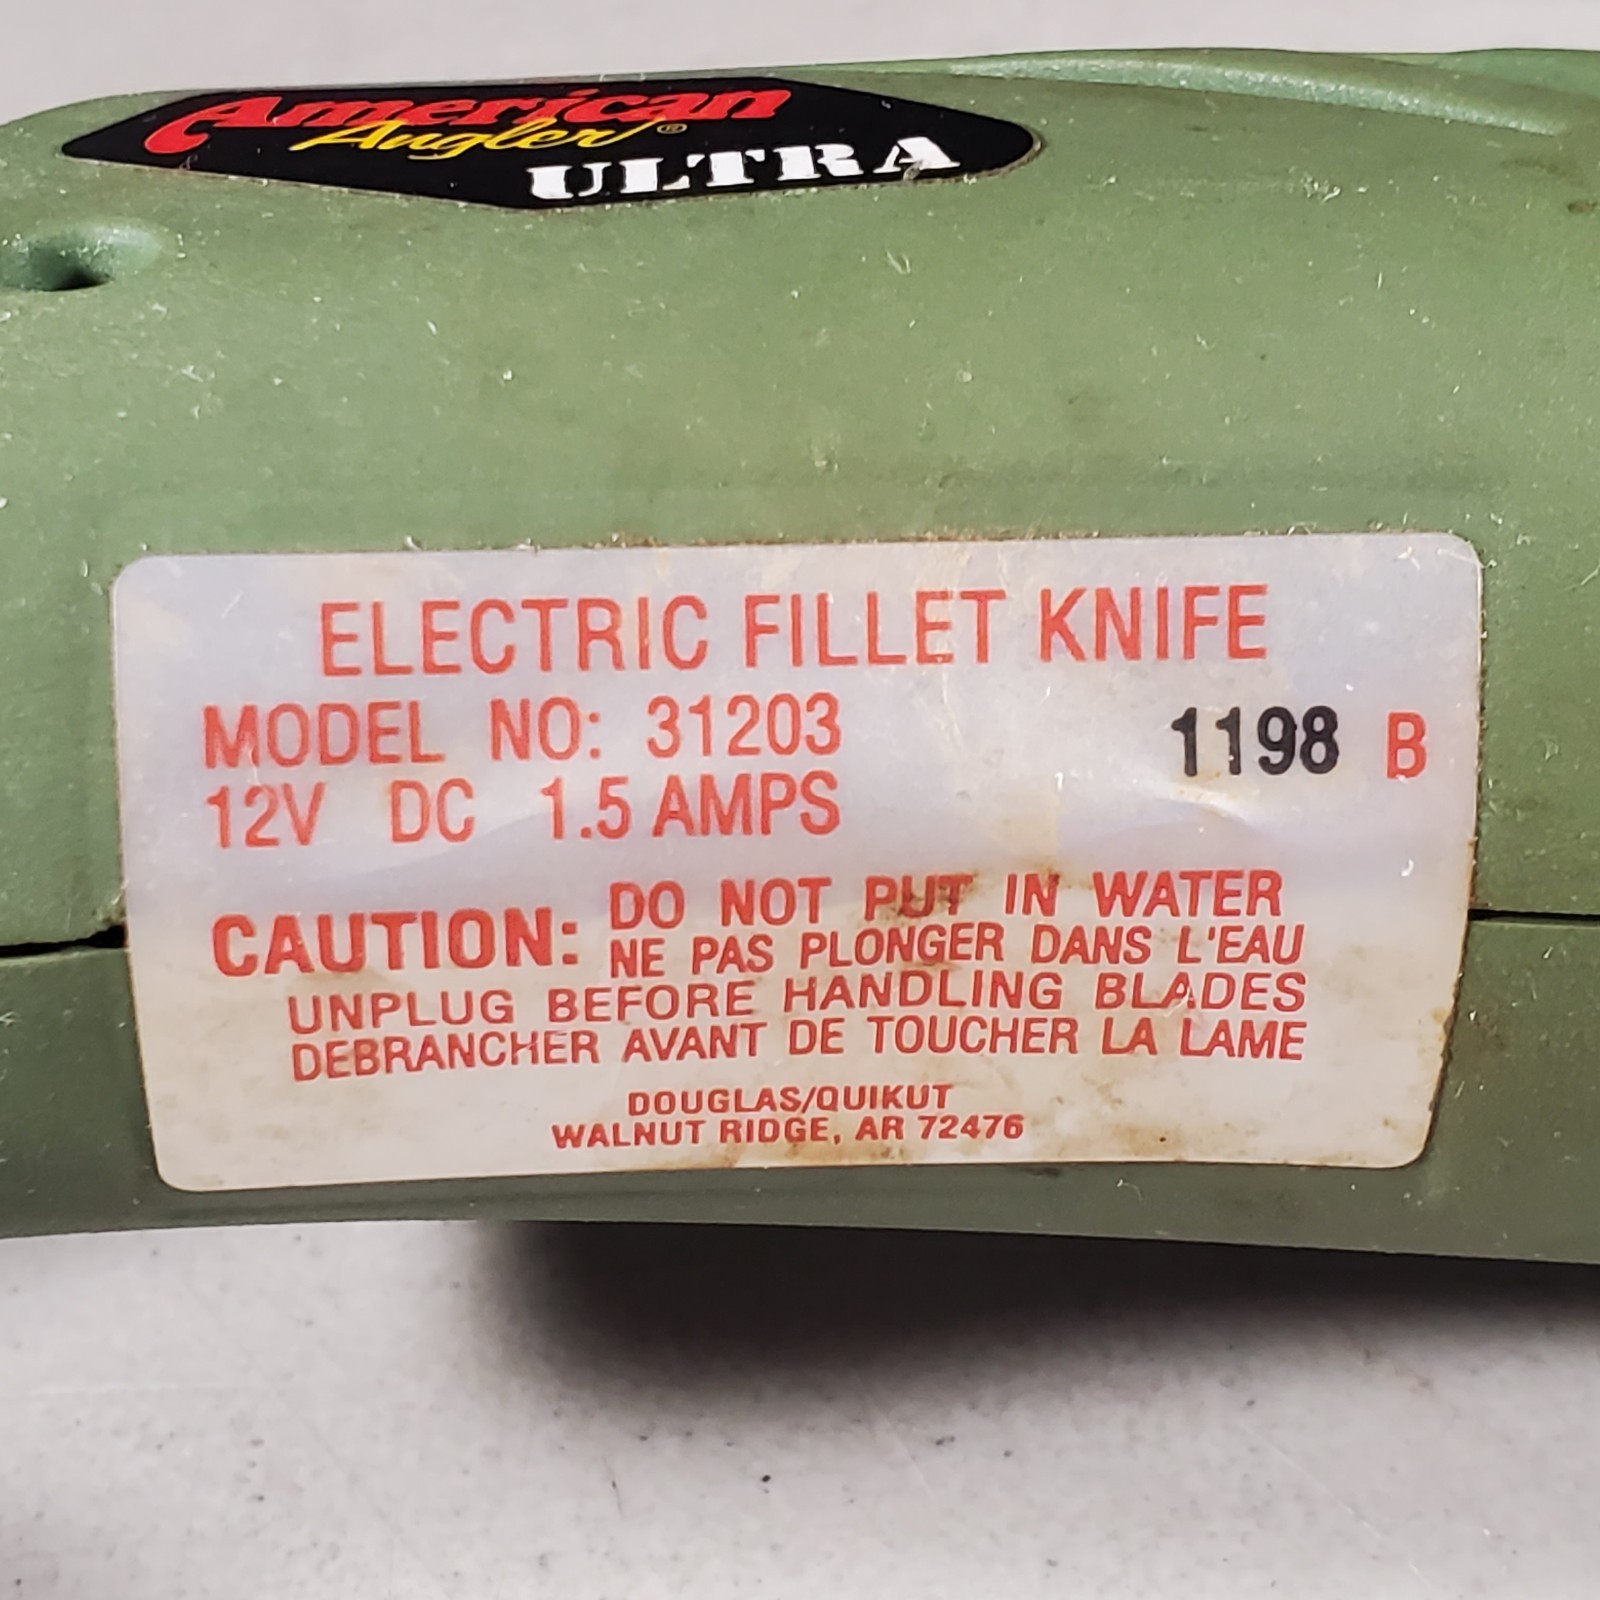 American
Angler®
ULTRA
ELECTRIC FILLET KNIFE
MODEL NO: 31203 1198 B
12V DC 1.5 AMPS
CAUTION: DO NOT PUT IN WATER
NE PAS PLONGER DANS L'EAU
UNPLUG BEFORE HANDLING BLADES
DEBRANCHER AVANT DE TOUCHER LA LAME
DOUGLAS/QUIKUT
WALNUT RIDGE, AR 72476